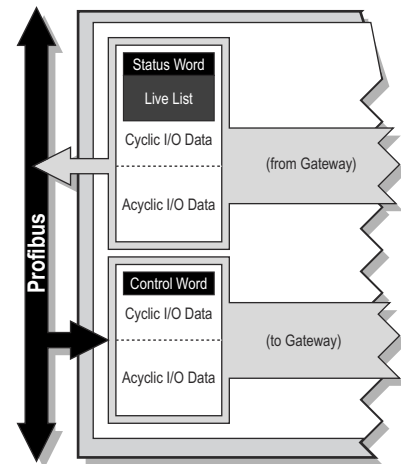 Profibus
Status Word
Live List
Cyclic I/O Data
Acyclic I/O Data
(from Gateway)
Control Word
Cyclic I/O Data
Acyclic I/O Data
(to Gateway)